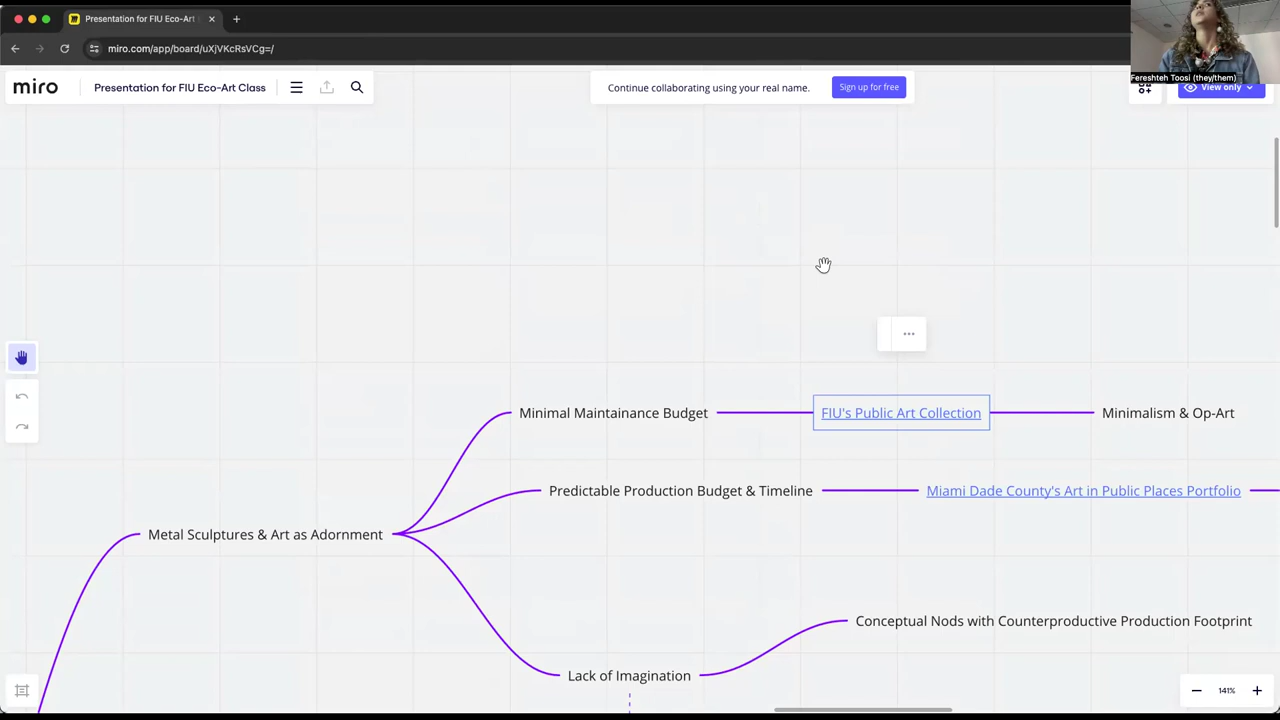 Presentation for FIU Eco-Art
miro.com/app/board/uXjVKcRsVCg=/
Fereshteh Toosi (they/them)
miro
Presentation for FIU Eco-Art Class
Continue collaborating using your real name.
Sign up for free
View only
Minimal Maintainance Budget
FIU's Public Art Collection
Minimalism & Op-Art
Predictable Production Budget & Timeline
Miami Dade County's Art in Public Places Portfolio
Metal Sculptures & Art as Adornment
Conceptual Nods with Counterproductive Production Footprint
Lack of Imagination
141%